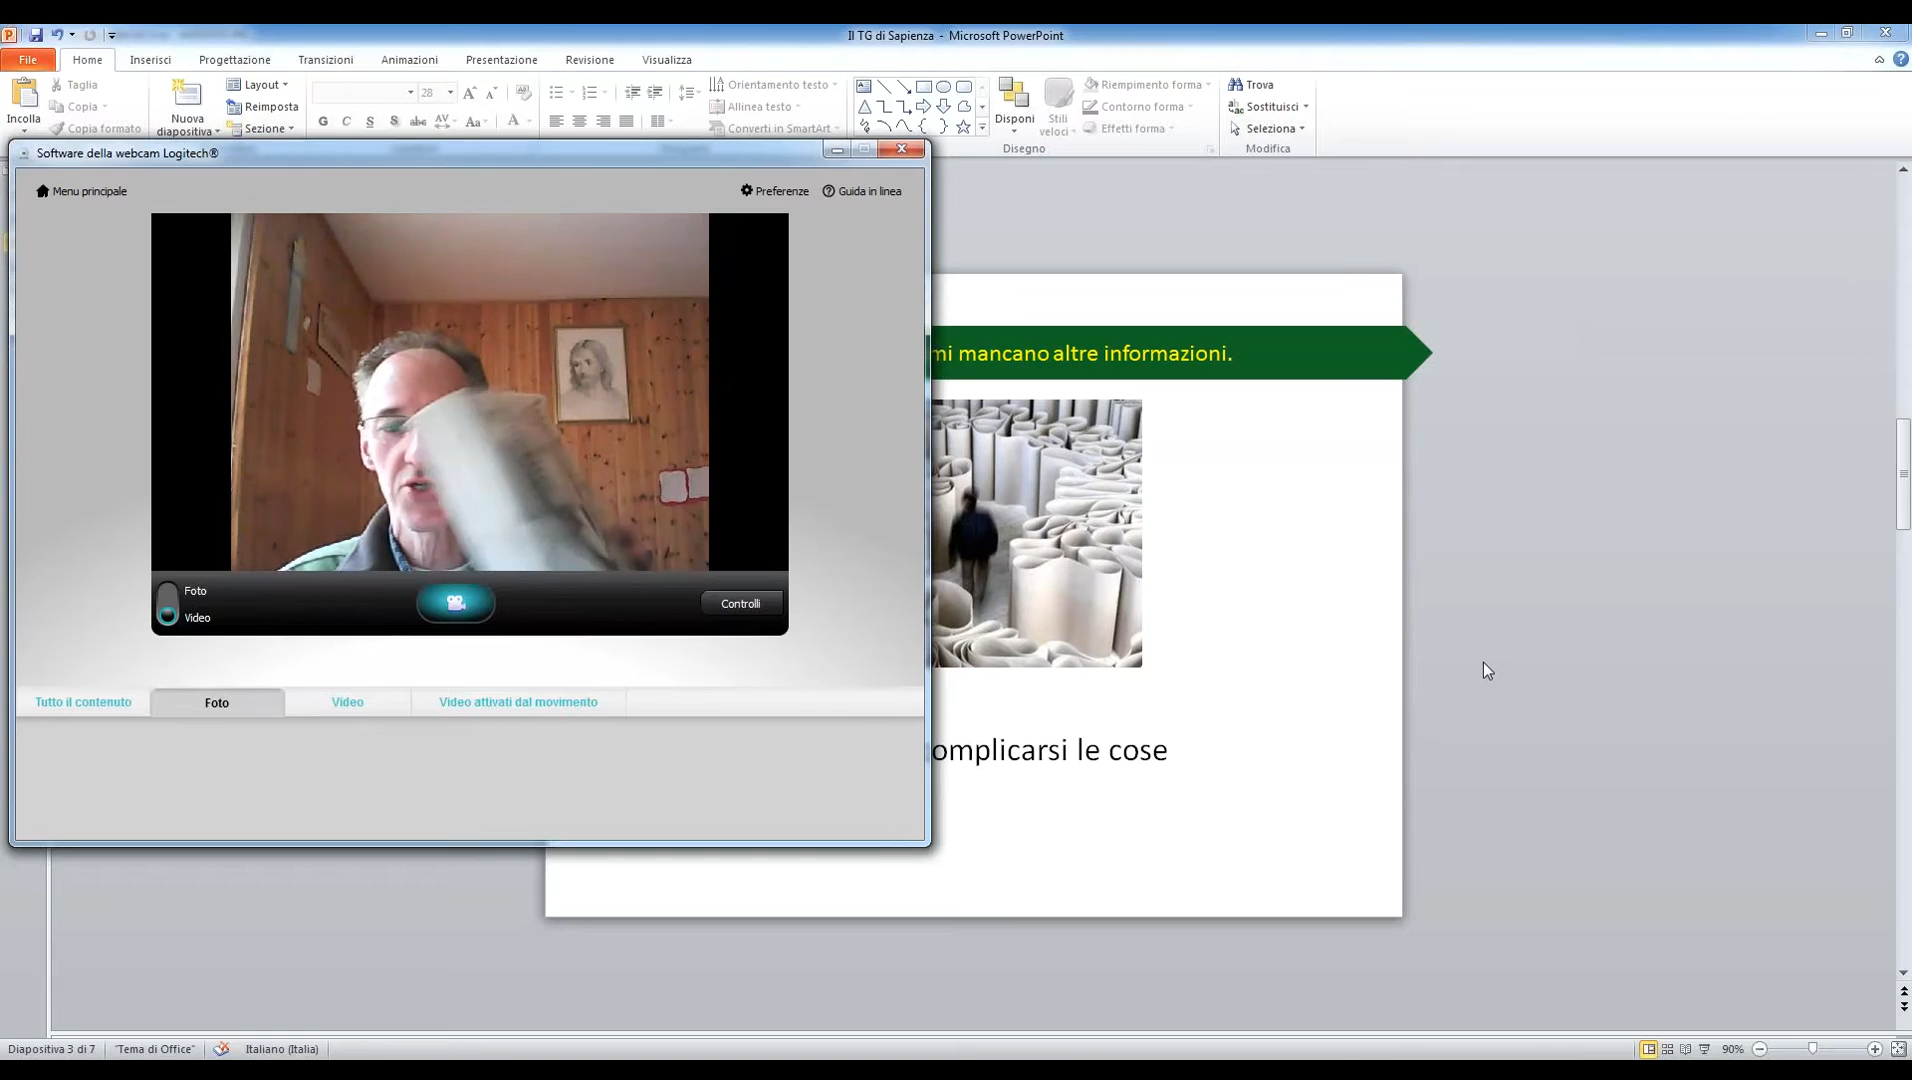 Il TG di Sapienza - Microsoft PowerPoint
File Home Inserisci Progettazione Transizioni Animazioni Presentazione Revisione Visualizza
Incolla
Taglia
Copia
Copia formato
Nuova
diapositiva
Layout
Reimposta
Sezione
28
G C S S abc AV Aa A
Orientamento testo
Allinea testo
Converti in SmartArt
Disponi
Stili
veloci
Riempimento forma
Contorno forma
Effetti forma
Disegno
Trova
Sostituisci
Seleziona
Modifica
Software della webcam Logitech®
Menu principale
Preferenze
Guida in linea
Foto
Video
Controlli
Tutto il contenuto Foto Video Video attivati dal movimento
mi mancano altre informazioni.
omplicarsi le cose
Diapositiva 3 di 7 "Tema di Office" Italiano (Italia) 90%